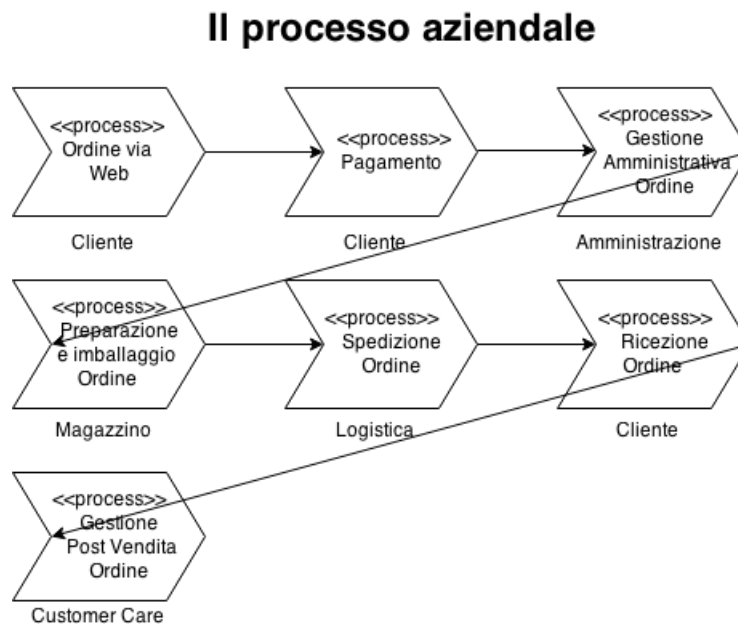 Il processo aziendale
<<process>>
Ordine via
Web
Cliente
<<process>>
Pagamento
Cliente
<<process>>
Gestione
Amministrativa
Ordine
Amministrazione
<<process>>
Preparazione
e imballaggio
Ordine
Magazzino
<<process>>
Spedizione
Ordine
Logistica
<<process>>
Ricezione
Ordine
Cliente
<<process>>
Gestione
Post Vendita
Ordine
Customer Care